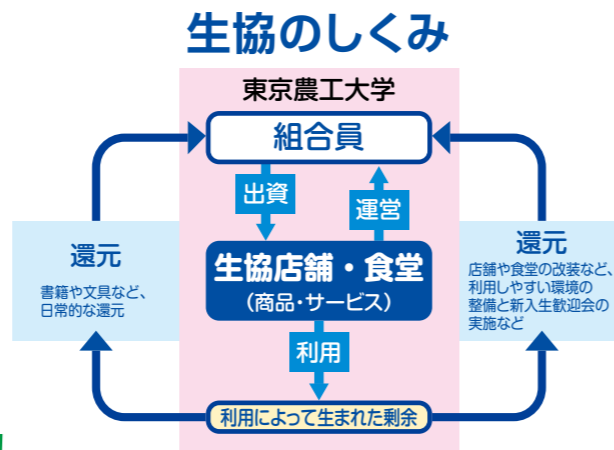 生協のしくみ
東京農工大学
組合員
出資
運営
還元
書籍や文具など、
日常的な還元
生協店舗・食堂
(商品・サービス)
還元
店舗や食堂の改装など、
利用しやすい環境の
整備と新入生歓迎会の
実施など
利用
利用によって生まれた剰余